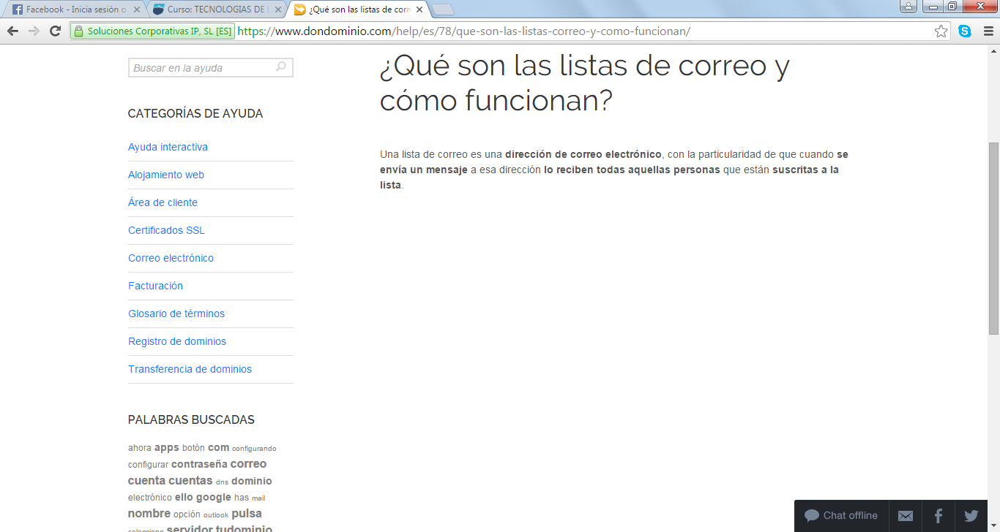 Facebook - Inicia sesión o
Curso: TECNOLOGIAS DE L
¿Qué son las listas de corr
Soluciones Corporativas IP, SL [ES]
https://www.dondominio.com/help/es/78/que-son-las-listas-correo-y-como-funcionan/
Buscar en la ayuda
CATEGORÍAS DE AYUDA
Ayuda interactiva
Alojamiento web
Área de cliente
Certificados SSL
Correo electrónico
Facturación
Glosario de términos
Registro de dominios
Transferencia de dominios
PALABRAS BUSCADAS
ahora apps botón com configurando
configurar contraseña correo
cuenta cuentas dns dominio
electrónico ello google has mail
nombre opción outlook pulsa
servidor tudominio
¿Qué son las listas de correo y
cómo funcionan?
Una lista de correo es una dirección de correo electrónico, con la particularidad de que cuando se
envía un mensaje a esa dirección lo reciben todas aquellas personas que están suscritas a la
lista.
Chat offline